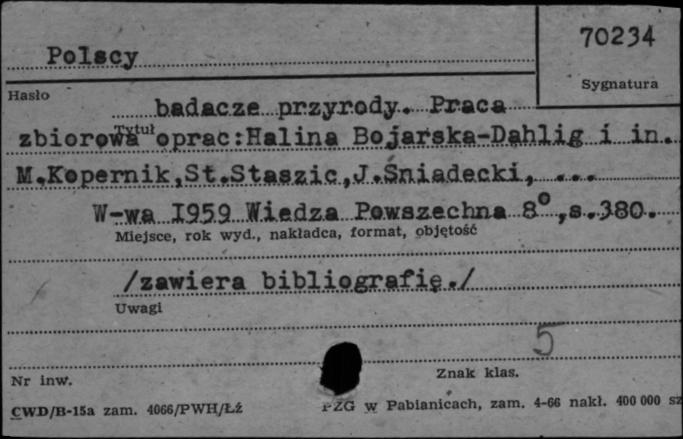 70234
Polscy
Sygnatura
Hasło
badacze przyrody. Praca
Tytuł
zbiorowa oprac:Halina Bojarska-Dahlig i in.
M.Kopernik,St.Staszic,J.Śniadecki, ...
W-wa 1959 Wiedza Powszechna 8°,s.380.
Miejsce, rok wyd., nakładca, format, objętość
/zawiera bibliografię./
Uwagi
5
Nr inw.
Znak klas.
CWD/B-15a zam. 4066/PWH/Łź
PZG w Pabianicach, zam. 4-66 nakł. 400 000 sz